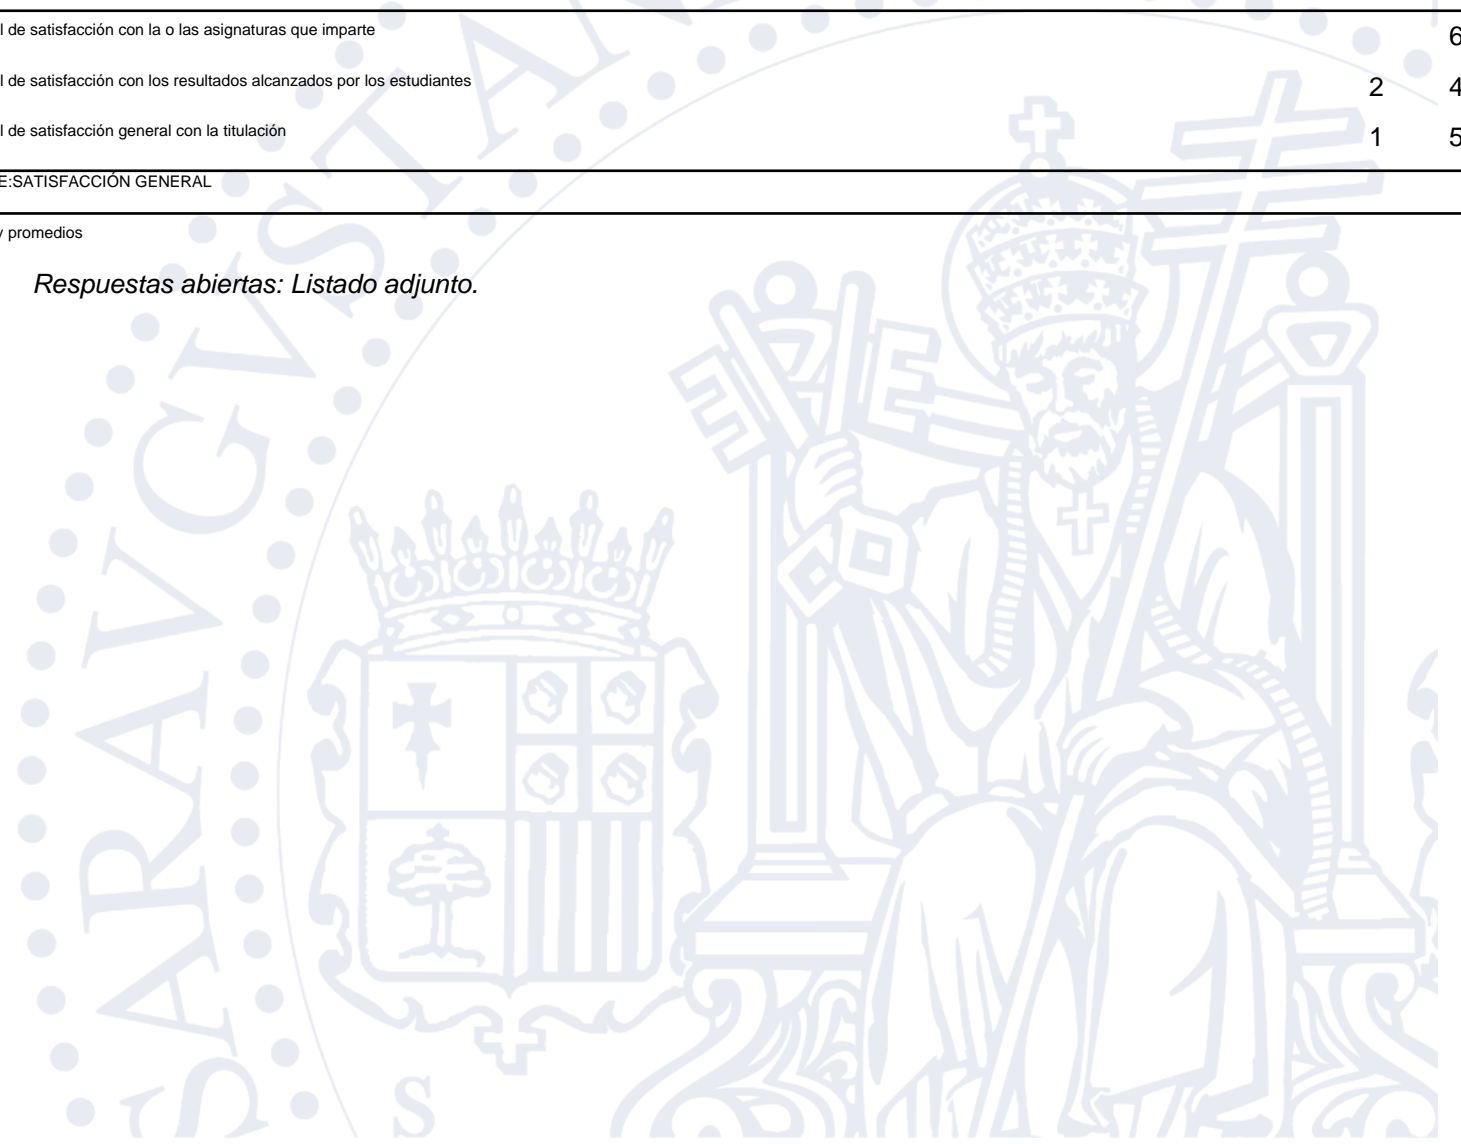 l de satisfacción con la o las asignaturas que imparte 6
l de satisfacción con los resultados alcanzados por los estudiantes 2 4
l de satisfacción general con la titulación 1 5
E:SATISFACCIÓN GENERAL
y promedios
Respuestas abiertas: Listado adjunto.
SARAVGVSTAN
S